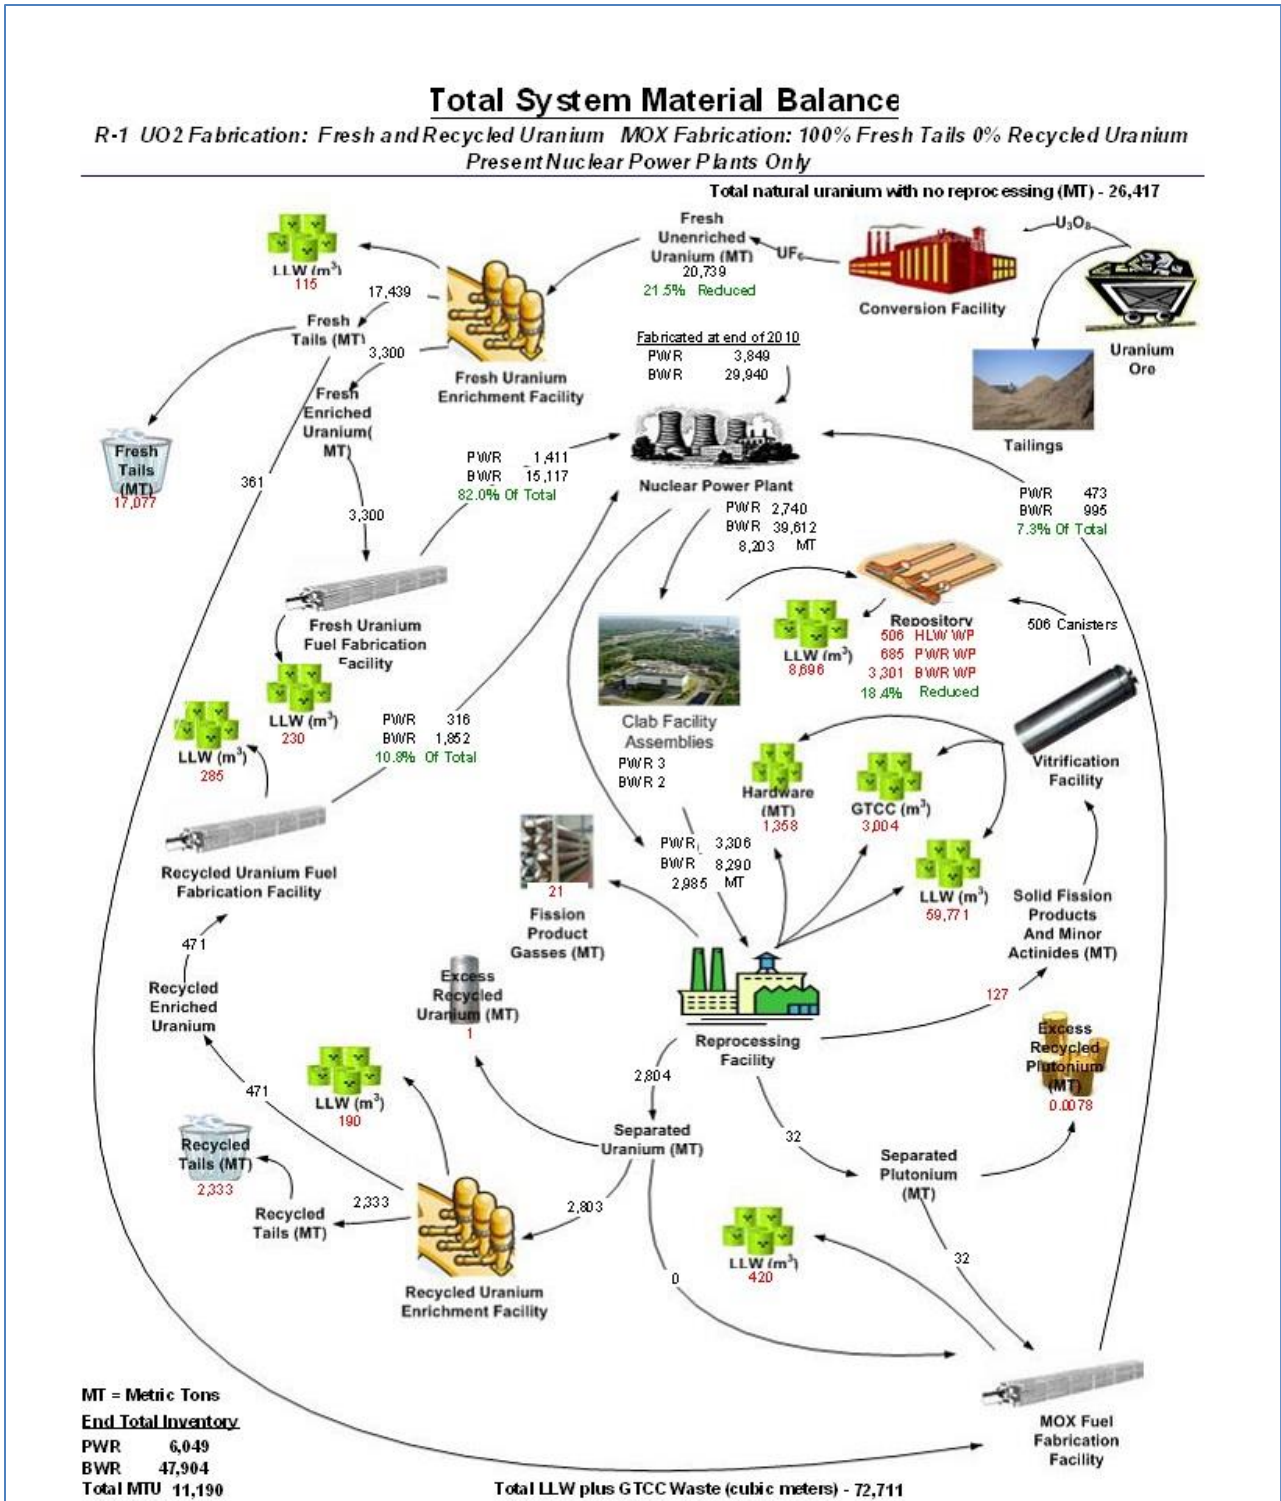 Total System Material Balance
R-1 UO2 Fabrication: Fresh and Recycled Uranium MOX Fabrication: 100% Fresh Tails 0% Recycled Uranium
Present Nuclear Power Plants Only
Total natural uranium with no reprocessing (MT) - 26,417
LLW (m³)
115
Fresh
Unenriched
Uranium (MT)
20,739
21.5% Reduced
UF₆
Conversion Facility
U₃O₈
Uranium
Ore
Tailings
17,439
Fresh
Tails (MT)
3,300
Fresh Uranium
Enrichment Facility
Fabricated at end of 2010
PWR 3,849
BWR 29,940
Fresh
Enriched
Uranium(
MT)
Fresh
Tails
(MT)
17,077
361
3,300
PWR 1,411
BWR 15,117
82.0% Of Total
Nuclear Power Plant
PWR 2,740
BWR 39,612
8,203 MT
PWR 473
BWR 995
7.3% Of Total
Fresh Uranium
Fuel Fabrication
Facility
LLW (m³)
230
LLW (m³)
8,696
Repository
506 HLW WP
685 PWR WP
3,301 BWR WP
18.4% Reduced
506 Canisters
LLW (m³)
285
PWR 316
BWR 1,852
10.8% Of Total
Clab Facility
Assemblies
PWR 3
BWR 2
Hardware
(MT)
1,358
GTCC (m³)
3,004
Vitrification
Facility
Recycled Uranium Fuel
Fabrication Facility
PWR 3,306
BWR 8,290
2,985 MT
LLW (m³)
59,771
Solid Fission
Products
And Minor
Actinides (MT)
21
Fission
Product
Gasses (MT)
471
Recycled
Enriched
Uranium
Excess
Recycled
Uranium (MT)
1
Reprocessing
Facility
127
Excess
Recycled
Plutonium
(MT)
0.0078
2,804
471
LLW (m³)
190
Separated
Uranium (MT)
32
Separated
Plutonium
(MT)
Recycled
Tails (MT)
2,333
Recycled
Tails (MT)
2,333
2,803
Recycled Uranium
Enrichment Facility
0
LLW (m³)
420
32
MOX Fuel
Fabrication
Facility
MT = Metric Tons
End Total Inventory
PWR 6,049
BWR 47,904
Total MTU 11,190
Total LLW plus GTCC Waste (cubic meters) - 72,711